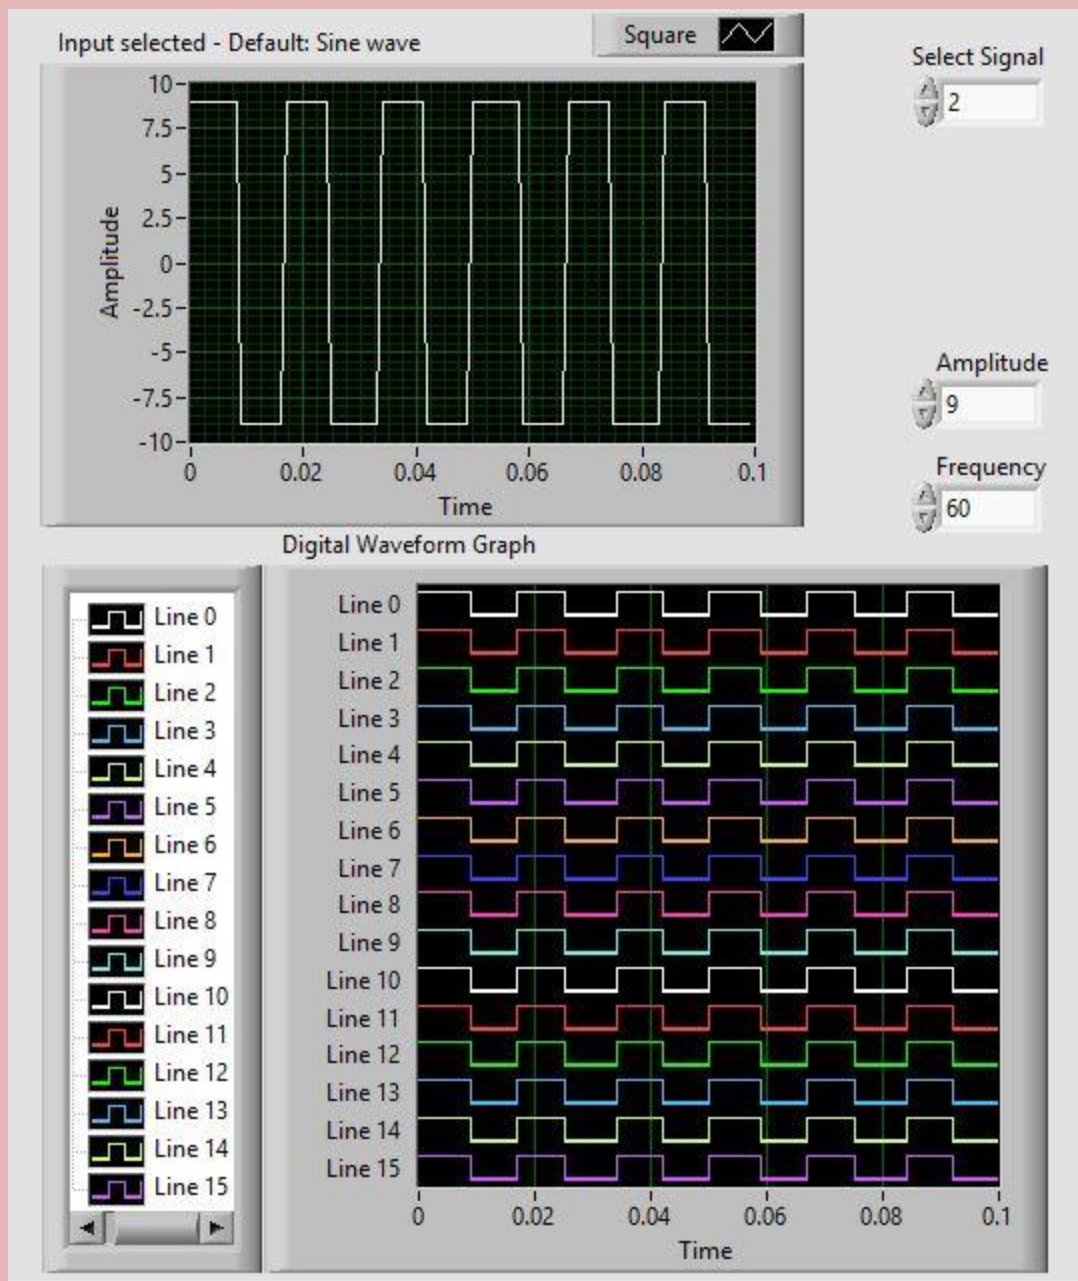 Input selected - Default: Sine wave
Square
Select Signal
2
10
7.5
5
2.5
0
-2.5
-5
-7.5
-10
Amplitude
0 0.02 0.04 0.06 0.08 0.1
Time
Amplitude
9
Frequency
60
Digital Waveform Graph
Line 0
Line 1
Line 2
Line 3
Line 4
Line 5
Line 6
Line 7
Line 8
Line 9
Line 10
Line 11
Line 12
Line 13
Line 14
Line 15
Line 0
Line 1
Line 2
Line 3
Line 4
Line 5
Line 6
Line 7
Line 8
Line 9
Line 10
Line 11
Line 12
Line 13
Line 14
Line 15
0 0.02 0.04 0.06 0.08 0.1
Time